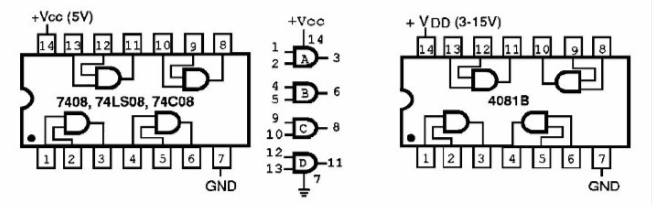 +Vcc (5V)
14 13 12 11 10 9 8
7408, 74LS08, 74C08
1 2 3 4 5 6 7
GND
+Vcc
14
1
2
A
3
4
5
B
6
9
10
C
8
12
13
D
11
7
+ VDD (3-15V)
14 13 12 11 10 9 8
4081B
1 2 3 4 5 6 7
GND